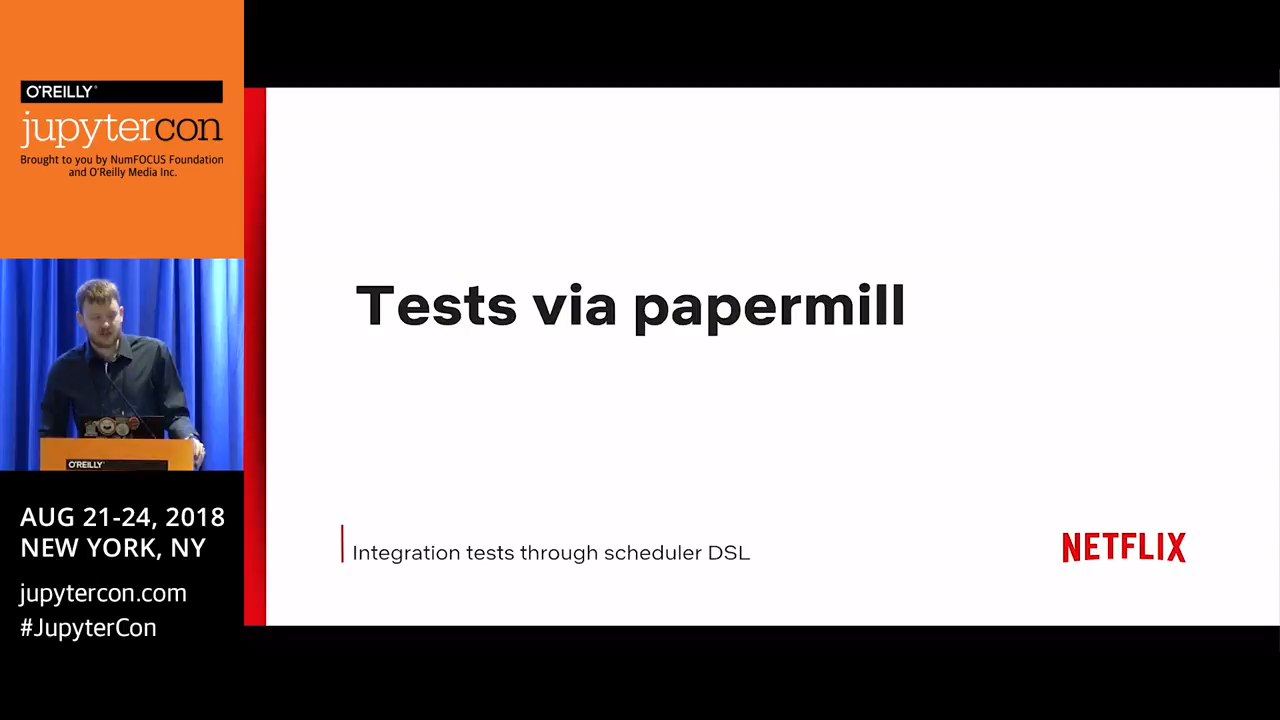 O'REILLY®
jupytercon
Brought to you by NumFOCUS Foundation
and O'Reilly Media Inc.
O'REILLY
AUG 21-24, 2018
NEW YORK, NY
jupytercon.com
#JupyterCon
Tests via papermill
Integration tests through scheduler DSL
NETFLIX